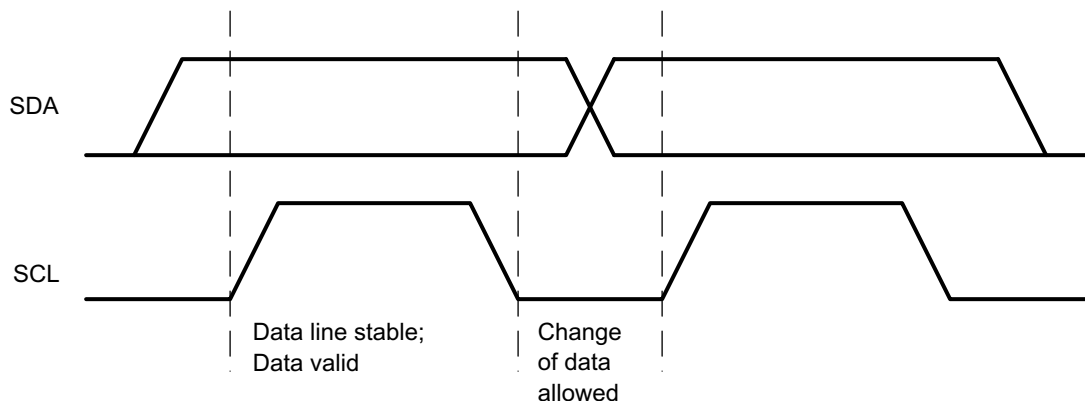 SDA
SCL
Data line stable;
Data valid
Change
of data
allowed